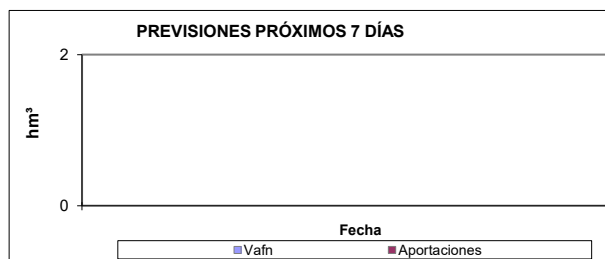 PREVISIONES PRÓXIMOS 7 DÍAS
2
hm³
0
Fecha
Vafn Aportaciones